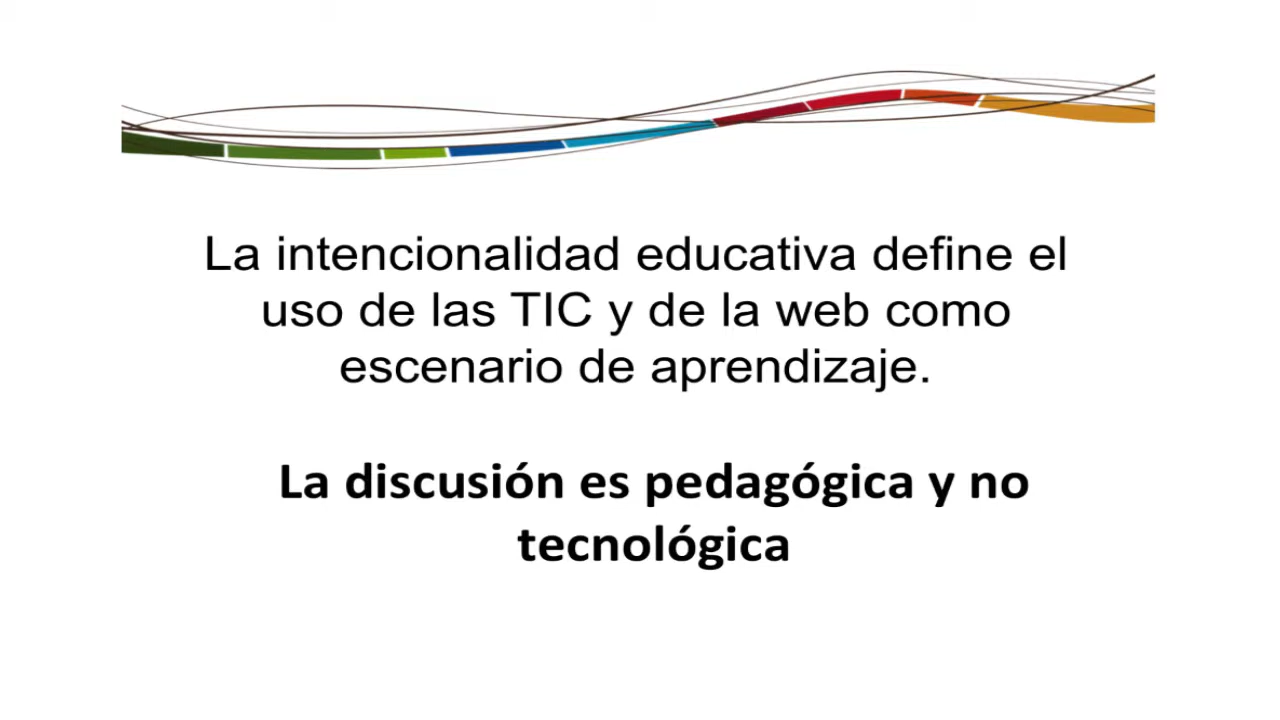 La intencionalidad educativa define el
uso de las TIC y de la web como
escenario de aprendizaje.
La discusión es pedagógica y no
tecnológica